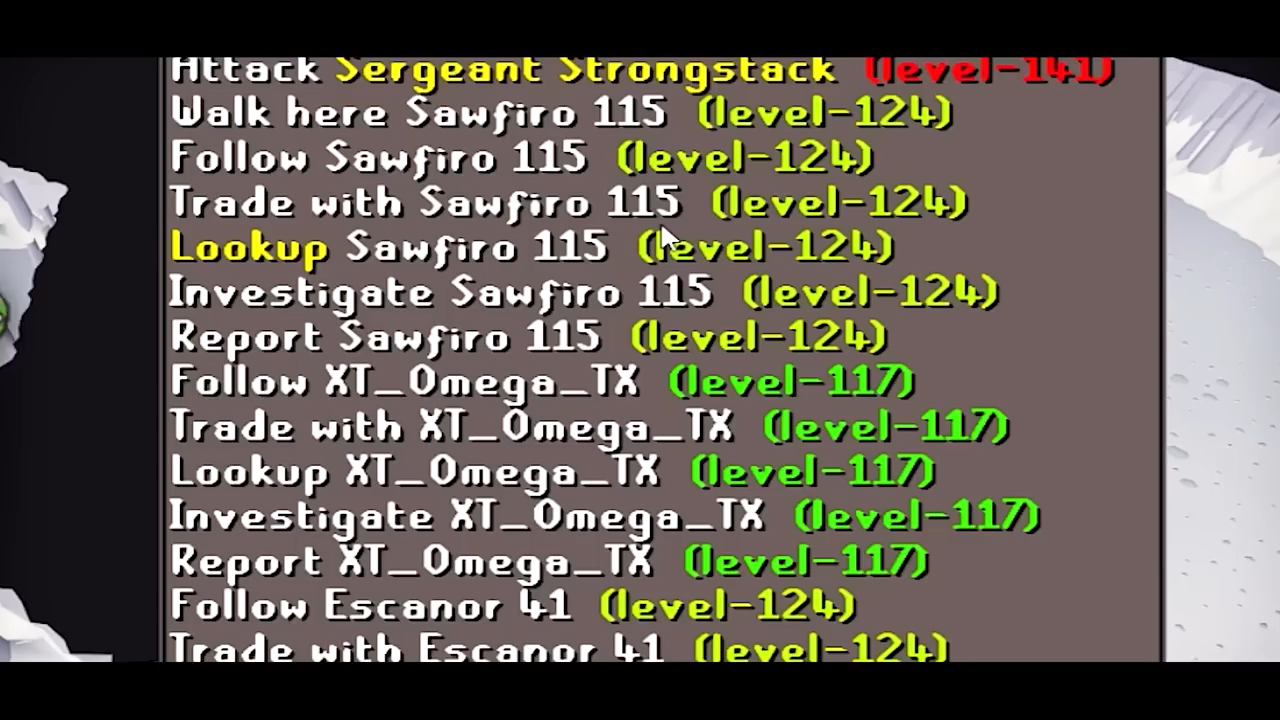 Attack Sergeant Strongstack (level-141)
Walk here Sawfiro 115 (level-124)
Follow Sawfiro 115 (level-124)
Trade with Sawfiro 115 (level-124)
Lookup Sawfiro 115 (level-124)
Investigate Sawfiro 115 (level-124)
Report Sawfiro 115 (level-124)
Follow XT_Omega_TX (level-117)
Trade with XT_Omega_TX (level-117)
Lookup XT_Omega_TX (level-117)
Investigate XT_Omega_TX (level-117)
Report XT_Omega_TX (level-117)
Follow Escanor 41 (level-124)
Trade with Escanor 41 (level-124)